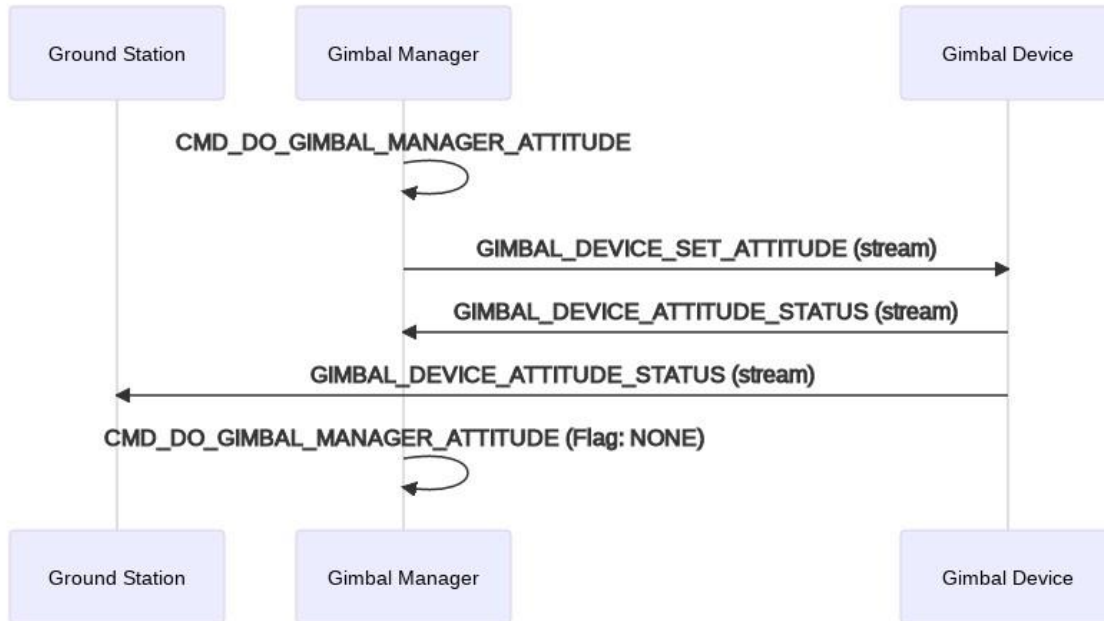 Ground Station
Gimbal Manager
Gimbal Device
CMD_DO_GIMBAL_MANAGER_ATTITUDE
GIMBAL_DEVICE_SET_ATTITUDE (stream)
GIMBAL_DEVICE_ATTITUDE_STATUS (stream)
GIMBAL_DEVICE_ATTITUDE_STATUS (stream)
CMD_DO_GIMBAL_MANAGER_ATTITUDE (Flag: NONE)
Ground Station
Gimbal Manager
Gimbal Device